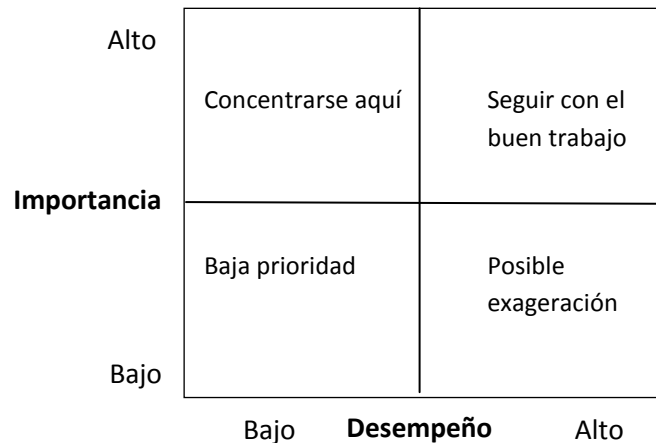 Alto
Concentrarse aquí
Seguir con el
buen trabajo
Importancia
Baja prioridad
Posible
exageración
Bajo
Bajo
Desempeño
Alto